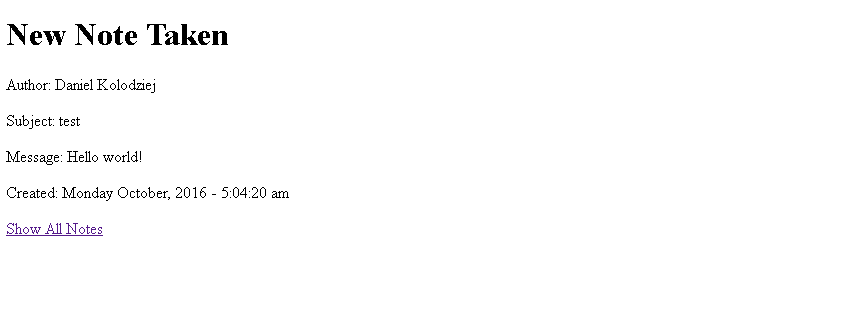 New Note Taken
Author: Daniel Kolodziej
Subject: test
Message: Hello world!
Created: Monday October, 2016 - 5:04:20 am
Show All Notes